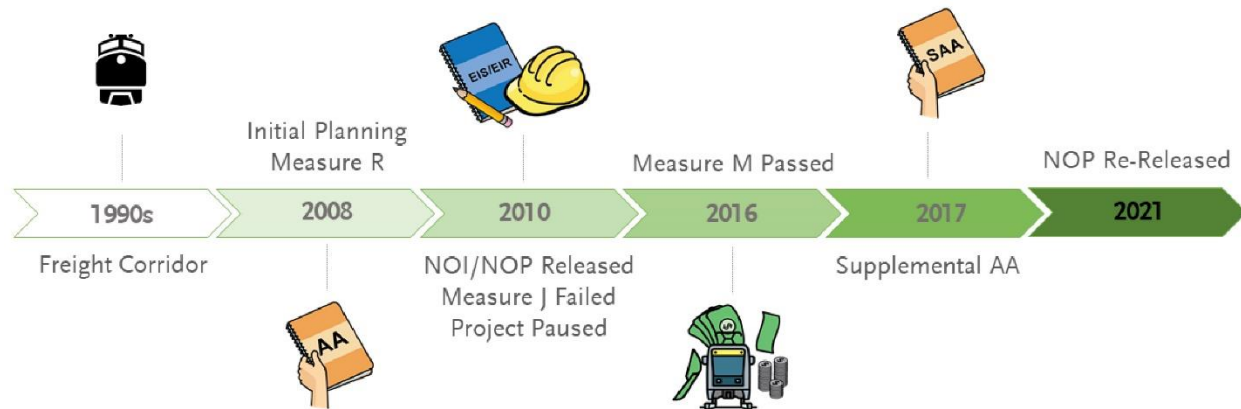 EIS/EIR
SAA
Initial Planning
Measure R
Measure M Passed
NOP Re-Released
1990s
2008
2010
2016
2017
2021
Freight Corridor
NOI/NOP Released
Measure J Failed
Project Paused
Supplemental AA
AA